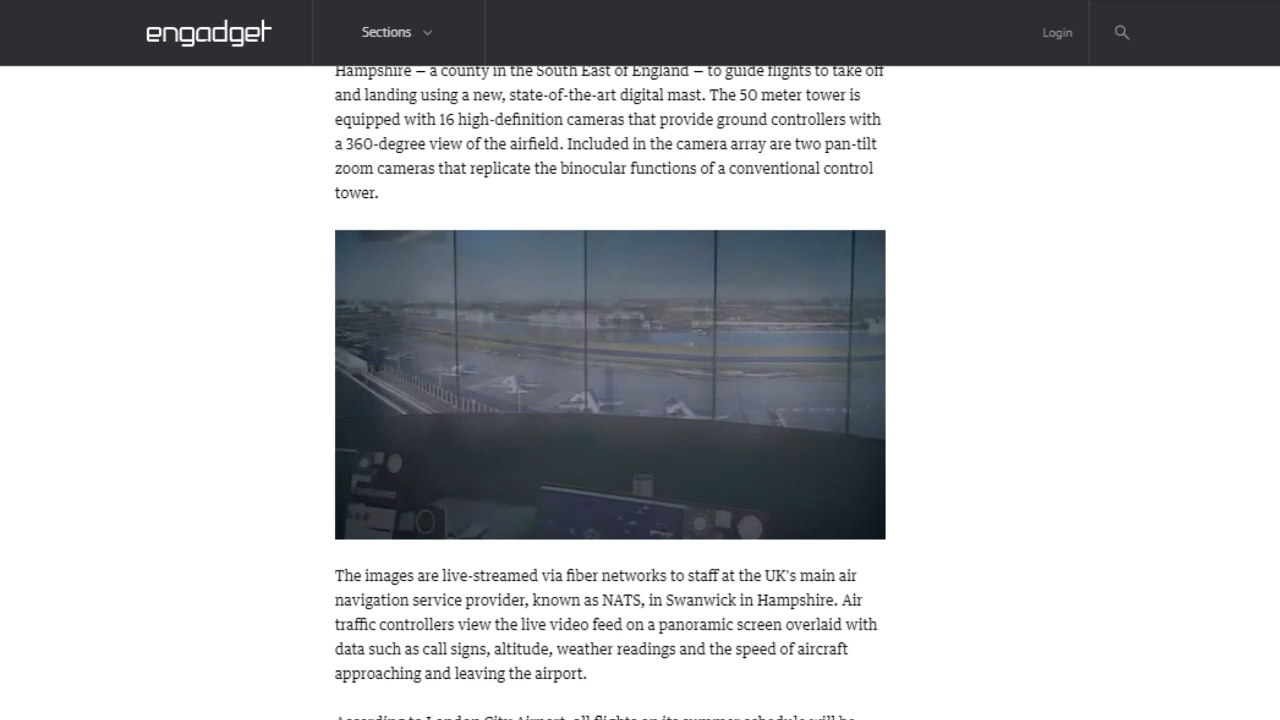 engadget
Sections
Login
Hampshire — a county in the South East of England — to guide flights to take off
and landing using a new, state-of-the-art digital mast. The 50 meter tower is
equipped with 16 high-definition cameras that provide ground controllers with
a 360-degree view of the airfield. Included in the camera array are two pan-tilt
zoom cameras that replicate the binocular functions of a conventional control
tower.
The images are live-streamed via fiber networks to staff at the UK's main air
navigation service provider, known as NATS, in Swanwick in Hampshire. Air
traffic controllers view the live video feed on a panoramic screen overlaid with
data such as call signs, altitude, weather readings and the speed of aircraft
approaching and leaving the airport.
According to London City Airport, all flights on its summer schedule will be